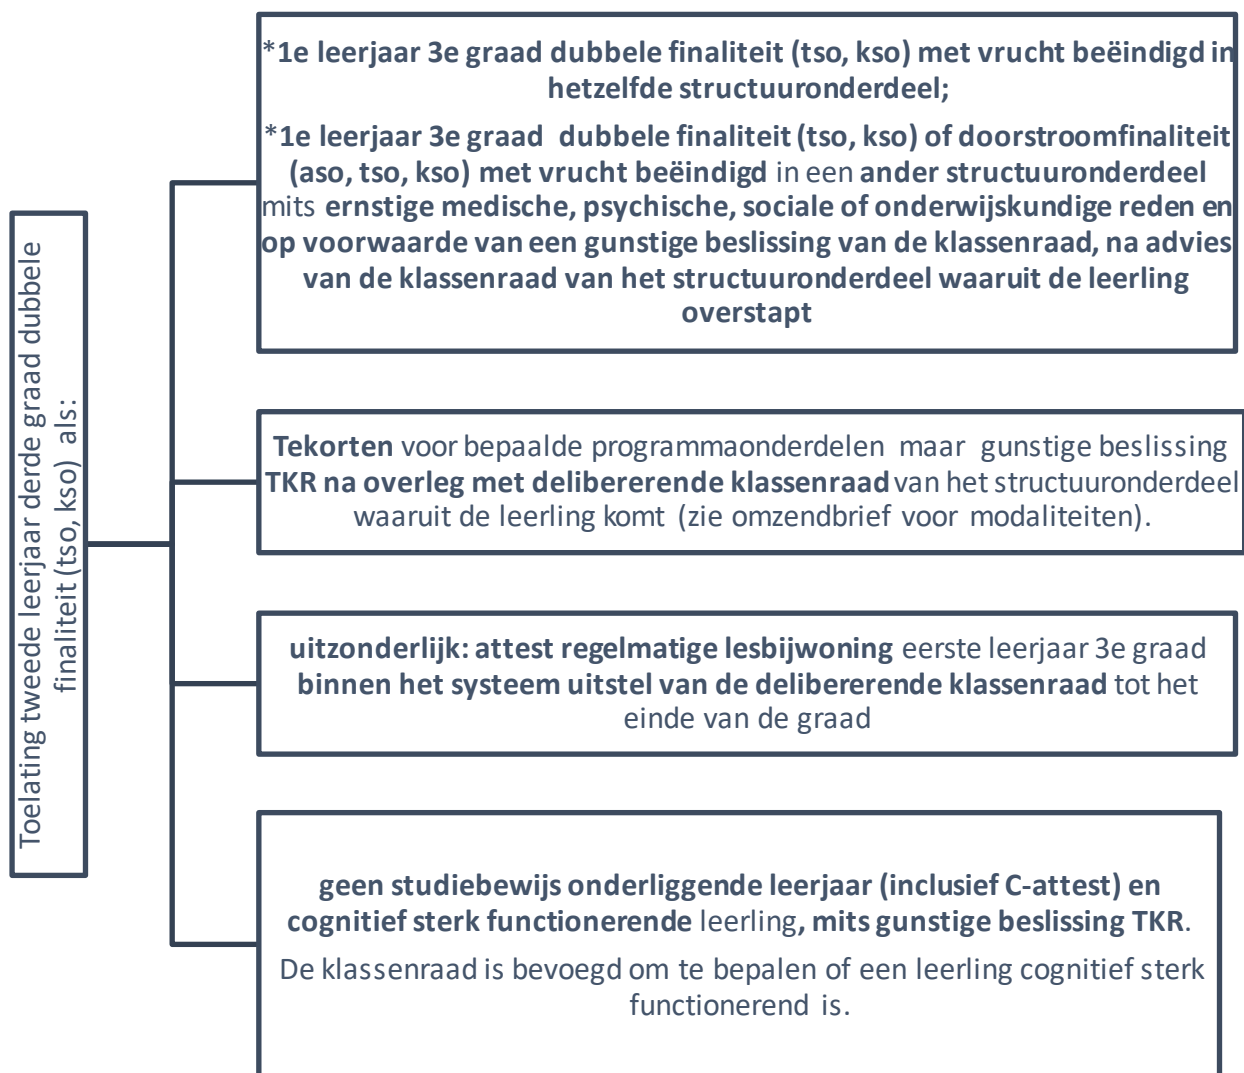 Toelating tweede leerjaar derde graad dubbele
finaliteit (tso, kso) als:
*1e leerjaar 3e graad dubbele finaliteit (tso, kso) met vrucht beëindigd in
hetzelfde structuuronderdeel;
*1e leerjaar 3e graad dubbele finaliteit (tso, kso) of doorstroomfinaliteit
(aso, tso, kso) met vrucht beëindigd in een ander structuuronderdeel
mits ernstige medische, psychische, sociale of onderwijskundige reden en
op voorwaarde van een gunstige beslissing van de klassenraad, na advies
van de klassenraad van het structuuronderdeel waaruit de leerling
overstapt
Tekorten voor bepaalde programmaonderdelen maar gunstige beslissing
TKR na overleg met delibererende klassenraad van het structuuronderdeel
waaruit de leerling komt (zie omzendbrief voor modaliteiten).
uitzonderlijk: attest regelmatige lesbijwoning eerste leerjaar 3e graad
binnen het systeem uitstel van de delibererende klassenraad tot het
einde van de graad
geen studiebewijs onderliggende leerjaar (inclusief C-attest) en
cognitief sterk functionerende leerling, mits gunstige beslissing TKR.
De klassenraad is bevoegd om te bepalen of een leerling cognitief sterk
functionerend is.